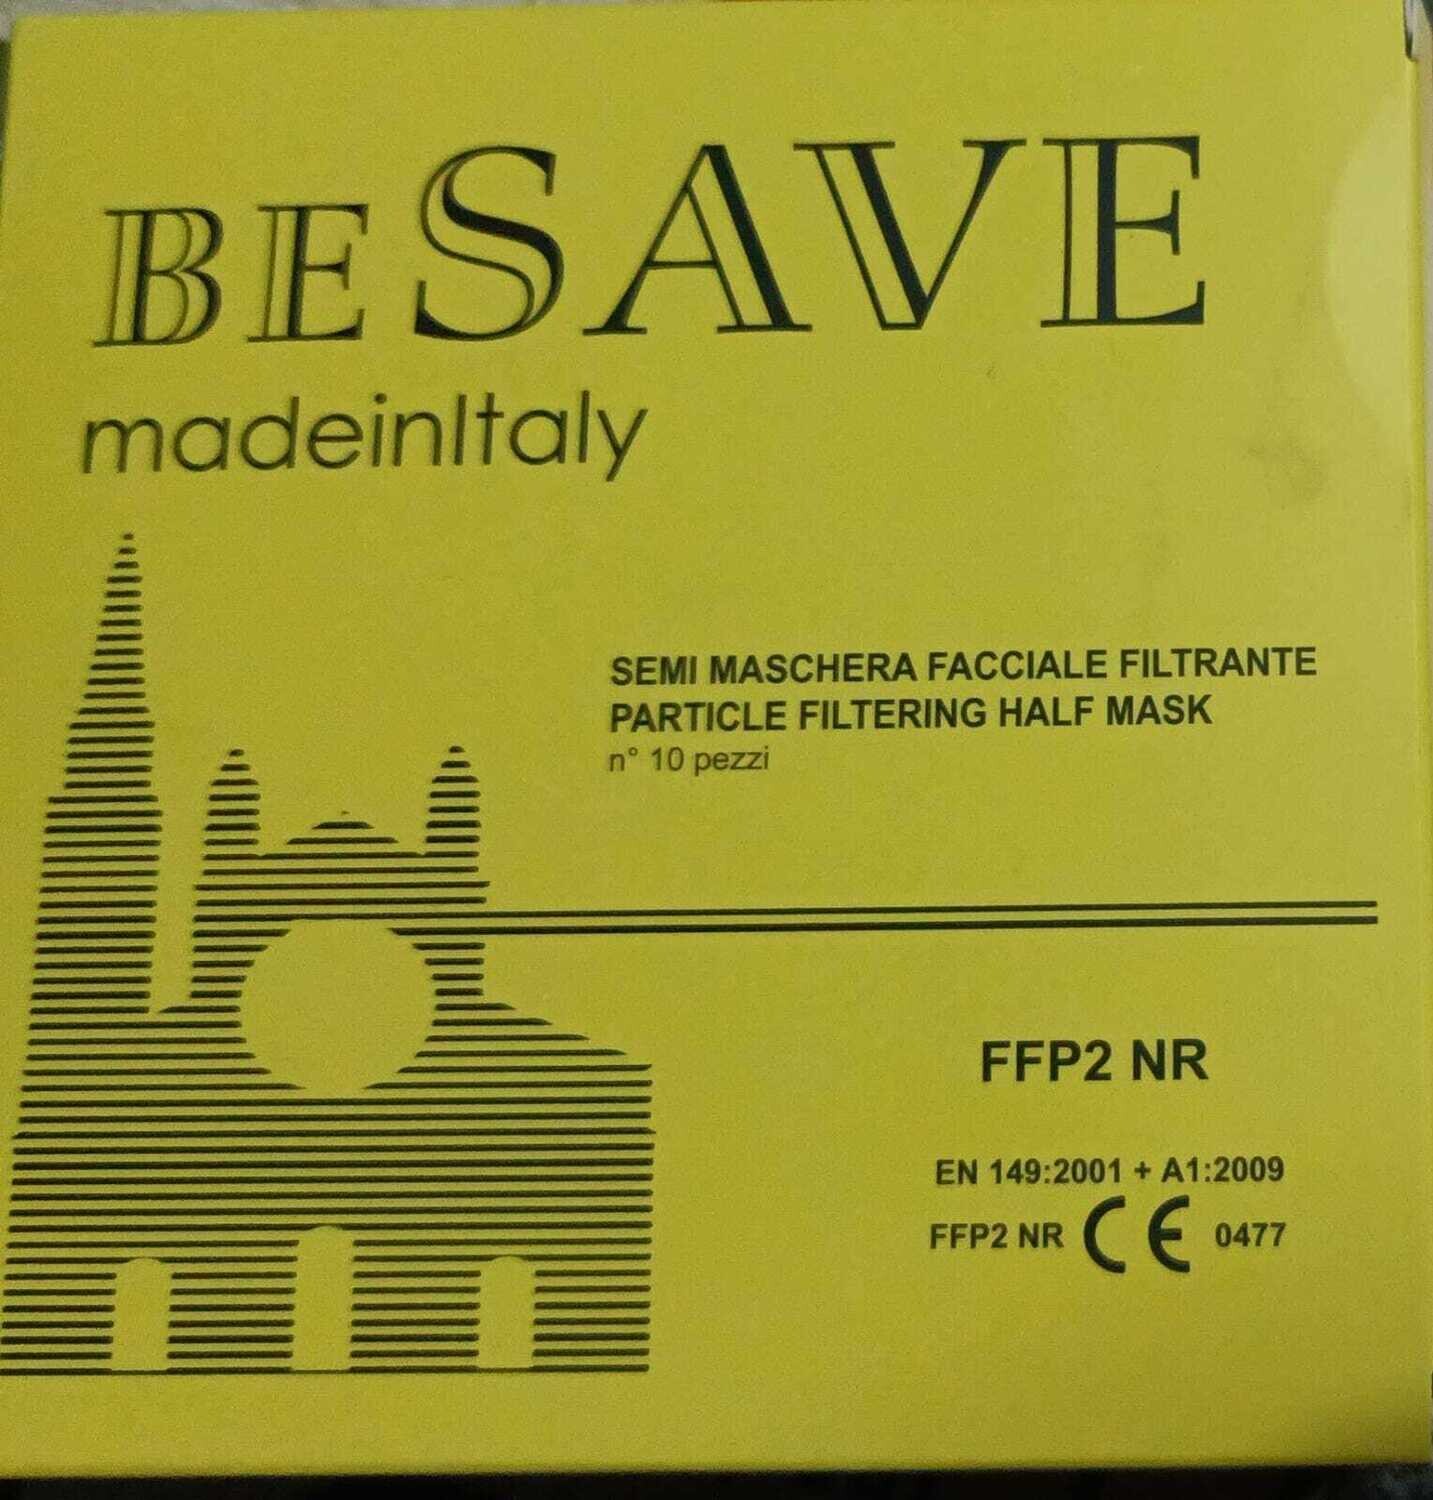 BESAVE
madeinItaly
SEMI MASCHERA FACCIALE FILTRANTE
PARTICLE FILTERING HALF MASK
n° 10 pezzi
FFP2 NR
EN 149:2001 + A1:2009
FFP2 NR CE 0477